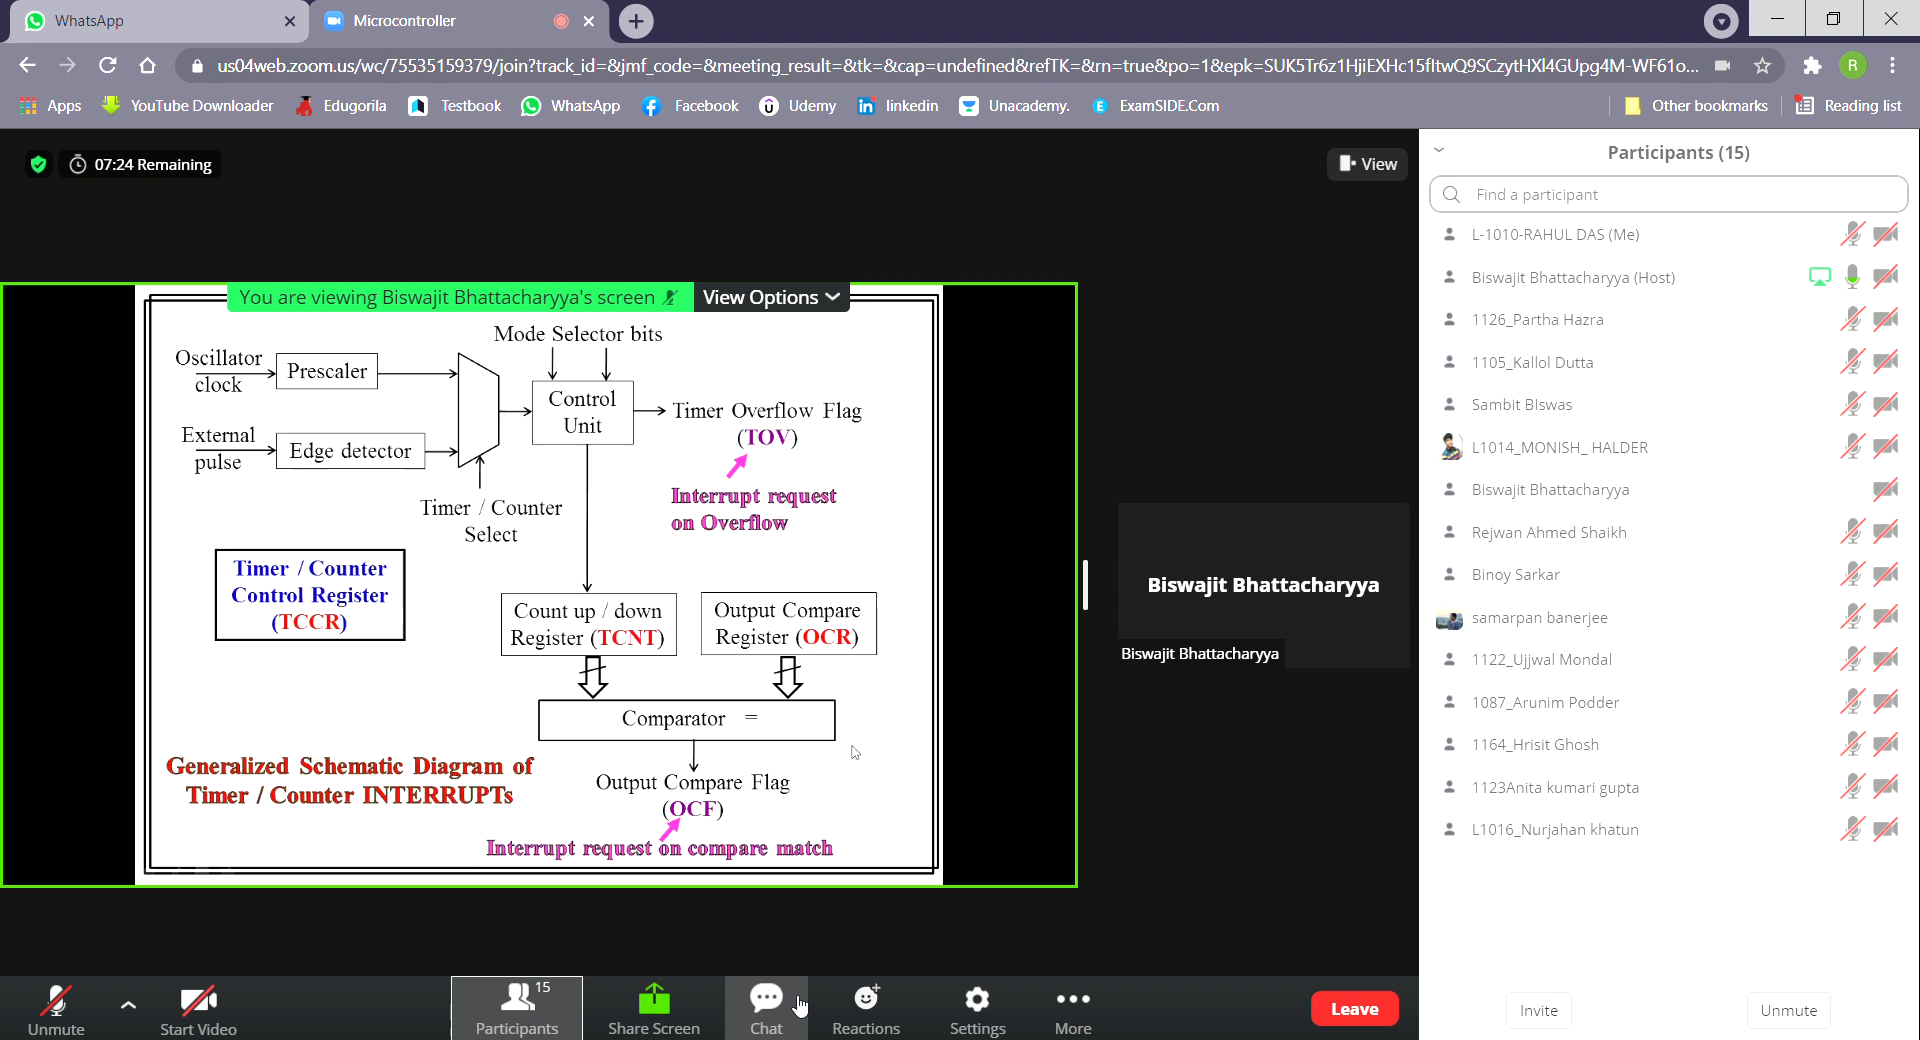 WhatsApp
Microcontroller
us04web.zoom.us/wc/75535159379/join?track_id=&jmf_code=&meeting_result=&tk=&cap=undefined&refTK=&rn=true&po=1&epk=SUK5Tr6z1HjiEXHc15fItwQ9SCzytHXl4GUpg4M-WF61o...
R
Apps
YouTube Downloader
Edugorila
Testbook
WhatsApp
Facebook
Udemy
linkedin
Unacademy.
ExamSIDE.Com
Other bookmarks
Reading list
07:24 Remaining
View
You are viewing Biswajit Bhattacharyya's screen
View Options
Mode Selector bits
Oscillator
clock
Prescaler
Control
Unit
Timer Overflow Flag
(TOV)
External
pulse
Edge detector
Interrupt request
on Overflow
Timer / Counter
Select
Timer / Counter
Control Register
(TCCR)
Count up / down
Register (TCNT)
Output Compare
Register (OCR)
Comparator =
Generalized Schematic Diagram of
Timer / Counter INTERRUPTs
Output Compare Flag
(OCF)
Interrupt request on compare match
Biswajit Bhattacharyya
Biswajit Bhattacharyya
Participants (15)
Find a participant
L-1010-RAHUL DAS (Me)
Biswajit Bhattacharyya (Host)
1126_Partha Hazra
1105_Kallol Dutta
Sambit BIswas
L1014_MONISH_ HALDER
Biswajit Bhattacharyya
Rejwan Ahmed Shaikh
Binoy Sarkar
samarpan banerjee
1122_Ujjwal Mondal
1087_Arunim Podder
1164_Hrisit Ghosh
1123Anita kumari gupta
L1016_Nurjahan khatun
Invite
Unmute
Unmute
Start Video
15
Participants
Share Screen
Chat
Reactions
Settings
More
Leave